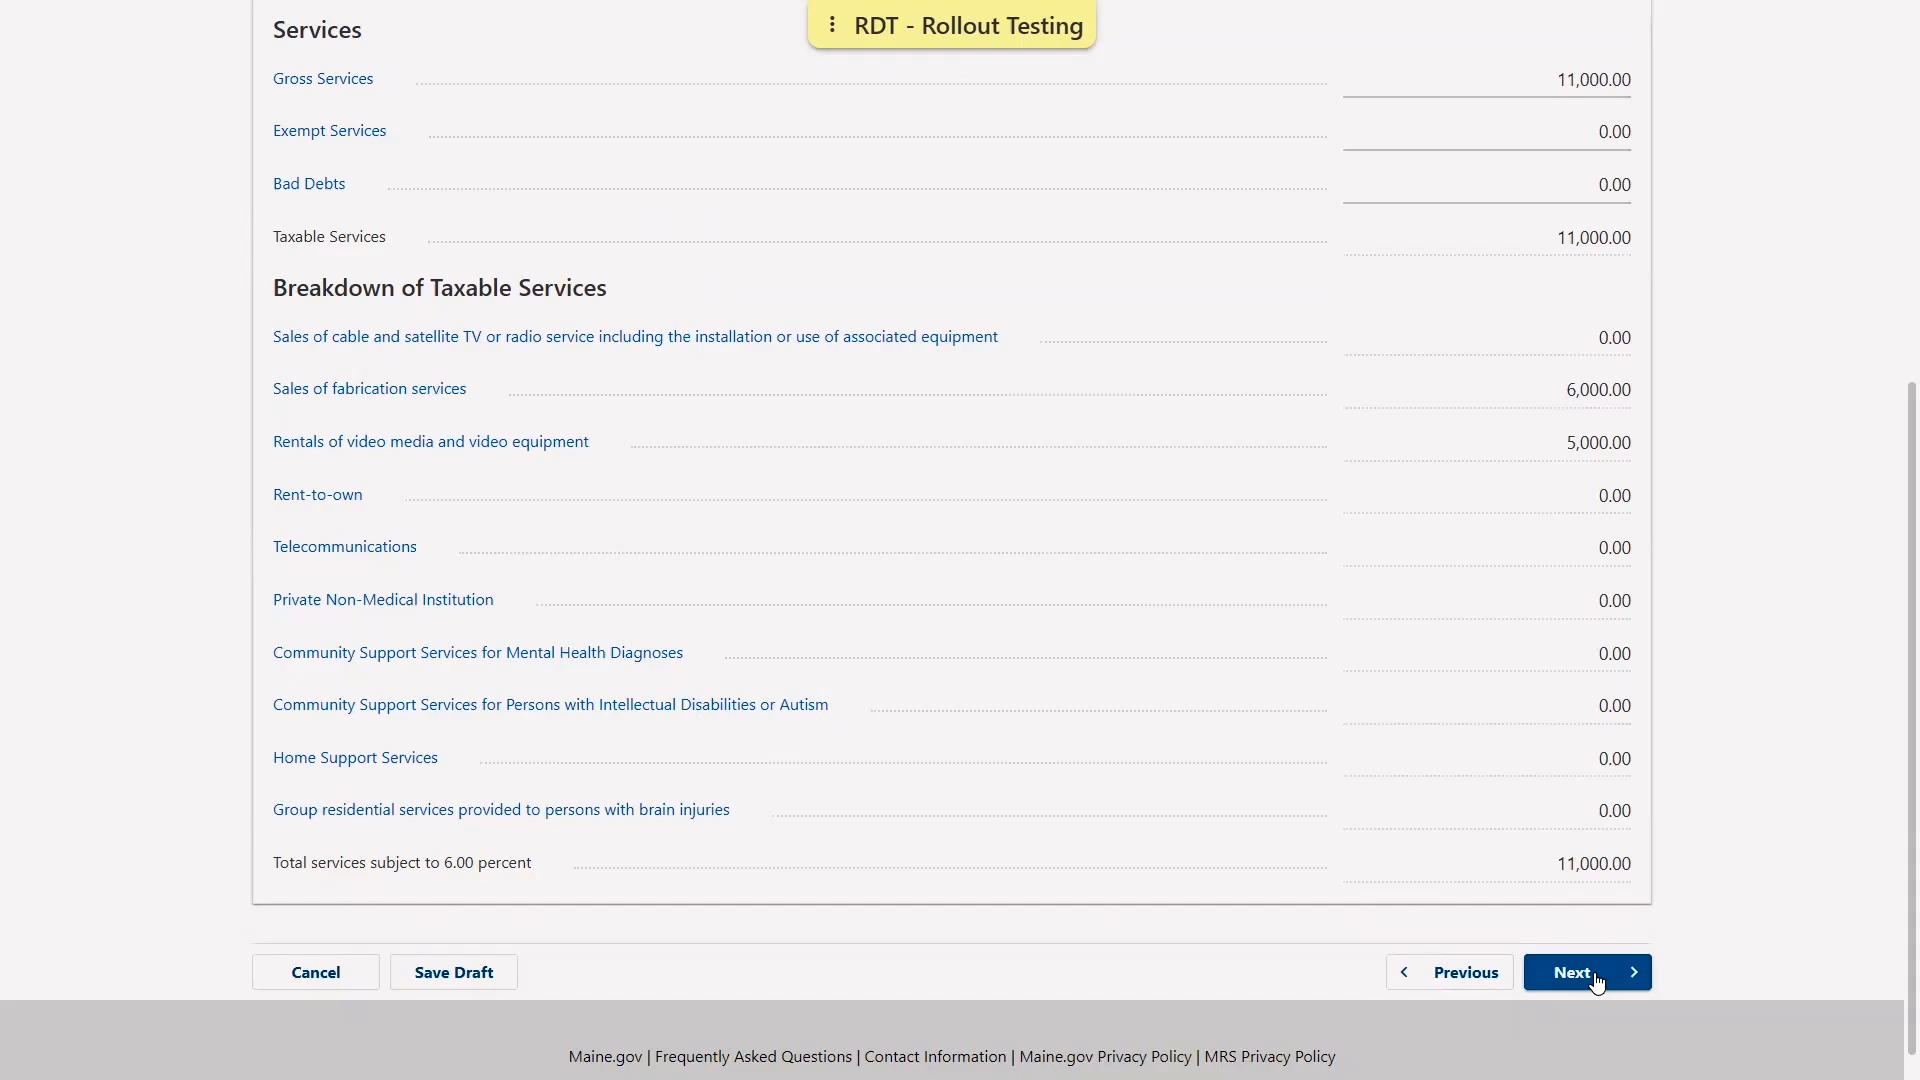 RDT - Rollout Testing
Services
Gross Services 11,000.00
Exempt Services 0.00
Bad Debts 0.00
Taxable Services 11,000.00
Breakdown of Taxable Services
Sales of cable and satellite TV or radio service including the installation or use of associated equipment 0.00
Sales of fabrication services 6,000.00
Rentals of video media and video equipment 5,000.00
Rent-to-own 0.00
Telecommunications 0.00
Private Non-Medical Institution 0.00
Community Support Services for Mental Health Diagnoses 0.00
Community Support Services for Persons with Intellectual Disabilities or Autism 0.00
Home Support Services 0.00
Group residential services provided to persons with brain injuries 0.00
Total services subject to 6.00 percent 11,000.00
Cancel Save Draft Previous Next
Maine.gov | Frequently Asked Questions | Contact Information | Maine.gov Privacy Policy | MRS Privacy Policy